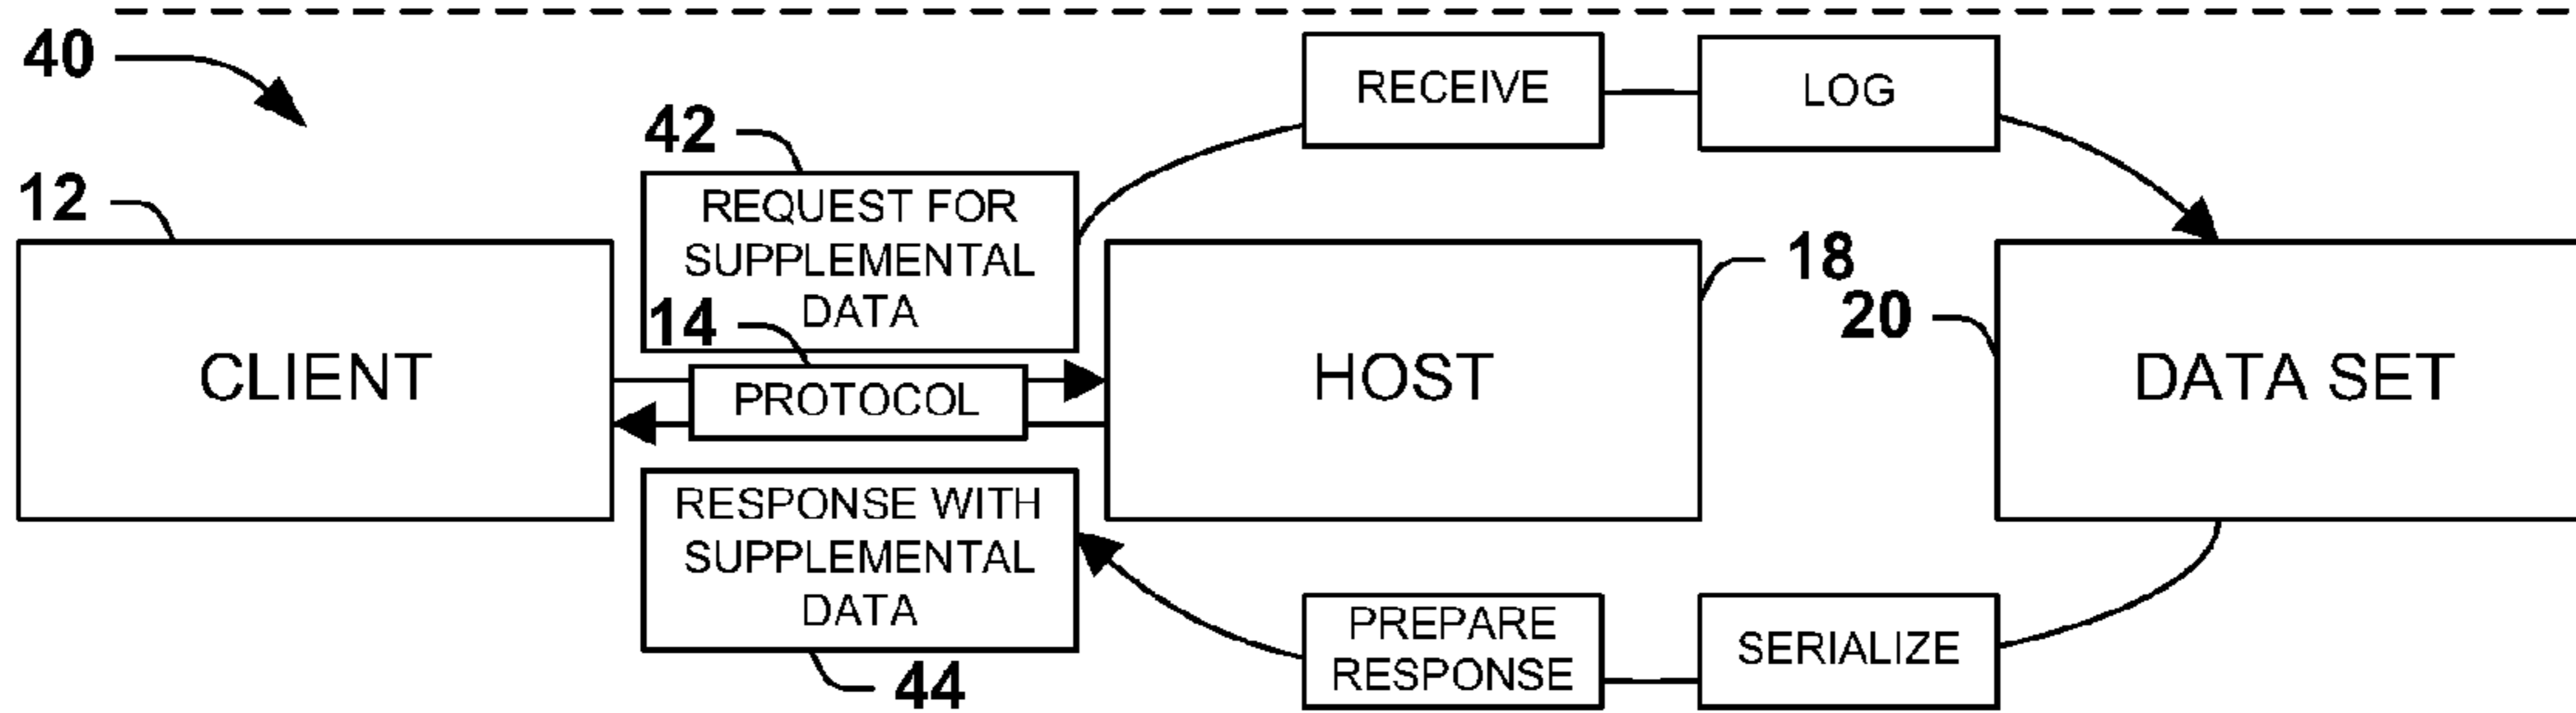 40
RECEIVE
LOG
42
12
REQUEST FOR
SUPPLEMENTAL
DATA
18
20
14
CLIENT
PROTOCOL
HOST
DATA SET
RESPONSE WITH
SUPPLEMENTAL
DATA
44
PREPARE
RESPONSE
SERIALIZE